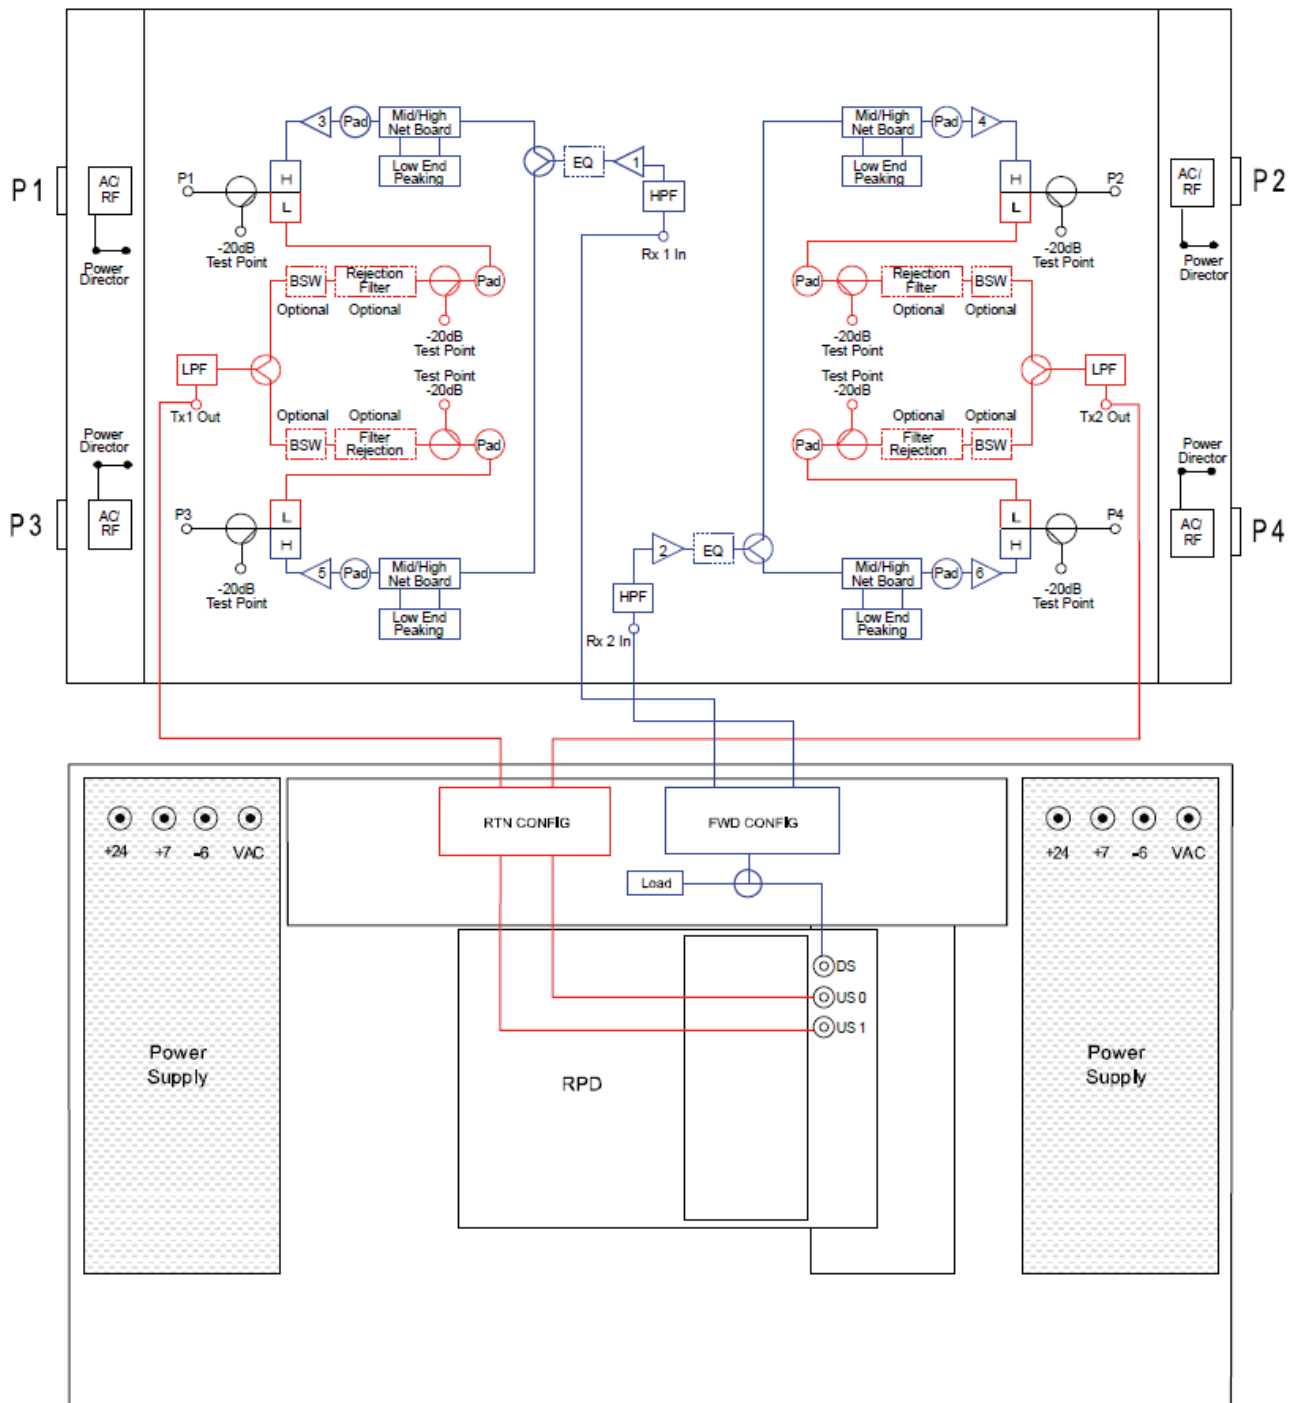 3
Pad
Mid/High
Net Board
Low End
Peaking
EQ
1
HPF
Rx 1 In
Mid/High
Net Board
Low End
Peaking
Pad
4
P1
AC/
RF
Power
Director
P1
H
L
-20dB
Test Point
H
L
P2
-20dB
Test Point
AC/
RF
Power
Director
P2
BSW
Optional
Rejection
Filter
Optional
Pad
-20dB
Test Point
Pad
-20dB
Test Point
Rejection
Filter
Optional
BSW
Optional
LPF
Tx1 Out
LPF
Tx2 Out
Test Point
-20dB
Optional
BSW
Optional
Filter
Rejection
Pad
Test Point
-20dB
Pad
Optional
Filter
Rejection
Optional
BSW
Power
Director
P3
AC/
RF
P3
L
H
-20dB
Test Point
5
Pad
Mid/High
Net Board
Low End
Peaking
2
EQ
HPF
Rx 2 In
Mid/High
Net Board
Low End
Peaking
Pad
6
L
H
P4
-20dB
Test Point
Power
Director
AC/
RF
P4
+24
+7
-6
VAC
Power
Supply
RTN CONFIG
FWD CONFIG
Load
DS
US 0
US 1
RPD
+24
+7
-6
VAC
Power
Supply